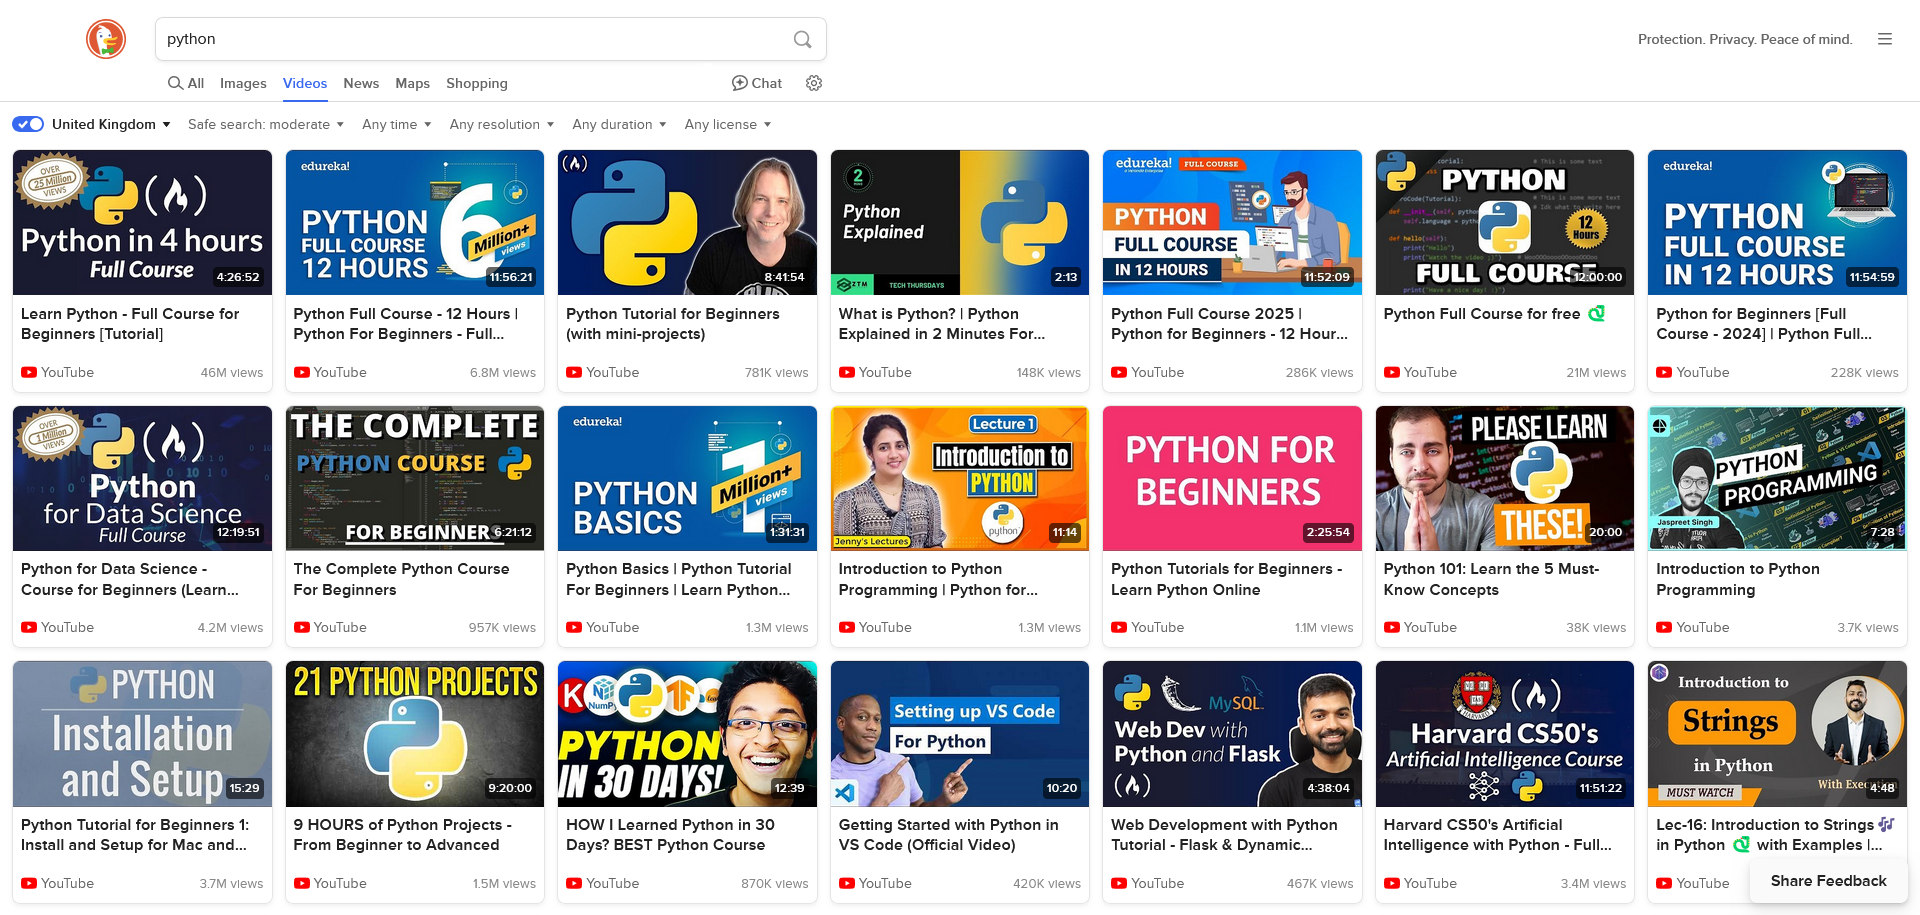 python
Protection. Privacy. Peace of mind.
All Images Videos News Maps Shopping Chat
United Kingdom Safe search: moderate Any time Any resolution Any duration Any license
OVER
25 Million
VIEWS
Python in 4 hours
Full Course
4:26:52
Learn Python - Full Course for
Beginners [Tutorial]
YouTube 46M views
edureka!
PYTHON
FULL COURSE
12 HOURS
6
Million+
views
11:56:21
Python Full Course - 12 Hours |
Python For Beginners - Full...
YouTube 6.8M views
8:41:54
Python Tutorial for Beginners
(with mini-projects)
YouTube 781K views
2
Python
Explained
ZTM
TECH THURSDAYS
2:13
What is Python? | Python
Explained in 2 Minutes For...
YouTube 148K views
edureka!
FULL COURSE
PYTHON
FULL COURSE
IN 12 HOURS
11:52:09
Python Full Course 2025 |
Python for Beginners - 12 Hour...
YouTube 286K views
PYTHON
12
Hours
FULL COURSE
12:00:00
Python Full Course for free
YouTube 21M views
edureka!
PYTHON
FULL COURSE
IN 12 HOURS
11:54:59
Python for Beginners [Full
Course - 2024] | Python Full...
YouTube 228K views
OVER
1 Million
VIEWS
Python
for Data Science
Full Course
12:19:51
Python for Data Science -
Course for Beginners (Learn...
YouTube 4.2M views
THE COMPLETE
PYTHON COURSE
FOR BEGINNER
6:21:12
The Complete Python Course
For Beginners
YouTube 957K views
edureka!
PYTHON
BASICS
1
Million+
views
1:31:31
Python Basics | Python Tutorial
For Beginners | Learn Python...
YouTube 1.3M views
Lecture 1
Introduction to
PYTHON
python
Jenny's Lectures
11:14
Introduction to Python
Programming | Python for...
YouTube 1.3M views
PYTHON FOR
BEGINNERS
2:25:54
Python Tutorials for Beginners -
Learn Python Online
YouTube 1.1M views
PLEASE LEARN
THESE!
20:00
Python 101: Learn the 5 Must-
Know Concepts
YouTube 38K views
PYTHON
PROGRAMMING
Jaspreet Singh
7:28
Introduction to Python
Programming
YouTube 3.7K views
PYTHON
Installation
and Setup
15:29
Python Tutorial for Beginners 1:
Install and Setup for Mac and...
YouTube 3.7M views
21 PYTHON PROJECTS
9:20:00
9 HOURS of Python Projects -
From Beginner to Advanced
YouTube 1.5M views
K
NumP
PYTHON
IN 30 DAYS!
12:39
HOW I Learned Python in 30
Days? BEST Python Course
YouTube 870K views
Setting up VS Code
For Python
10:20
Getting Started with Python in
VS Code (Official Video)
YouTube 420K views
MySQL
Web Dev with
Python and Flask
4:38:04
Web Development with Python
Tutorial - Flask & Dynamic...
YouTube 467K views
HARVARD
Harvard CS50's
Artificial Intelligence Course
11:51:22
Harvard CS50's Artificial
Intelligence with Python - Full...
YouTube 3.4M views
Introduction to
Strings
in Python
With
MUST WATCH
4:48
Lec-16: Introduction to Strings
in Python with Examples |...
YouTube
Share Feedback